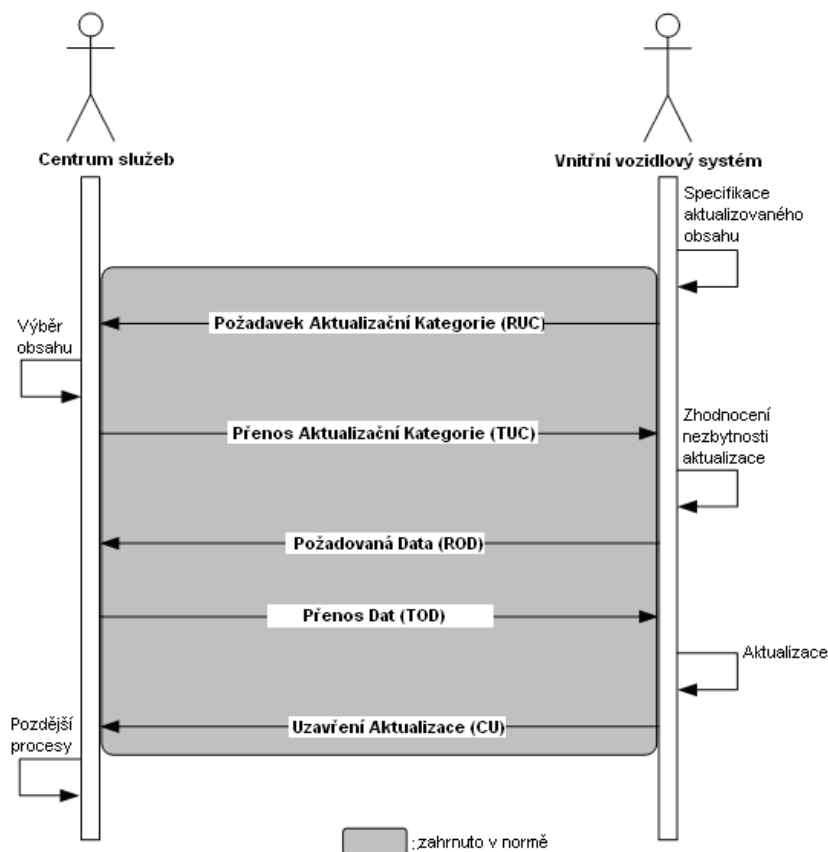 Centrum služeb
Vnitřní vozidlový systém
Specifikace
aktualizovaného
obsahu
Požadavek Aktualizační Kategorie (RUC)
Výběr
obsahu
Přenos Aktualizační Kategorie (TUC)
Zhodnocení
nezbytnosti
aktualizace
Požadovaná Data (ROD)
Přenos Dat (TOD)
Aktualizace
Uzavření Aktualizace (CU)
Pozdější
procesy
:zahrnuto v normě